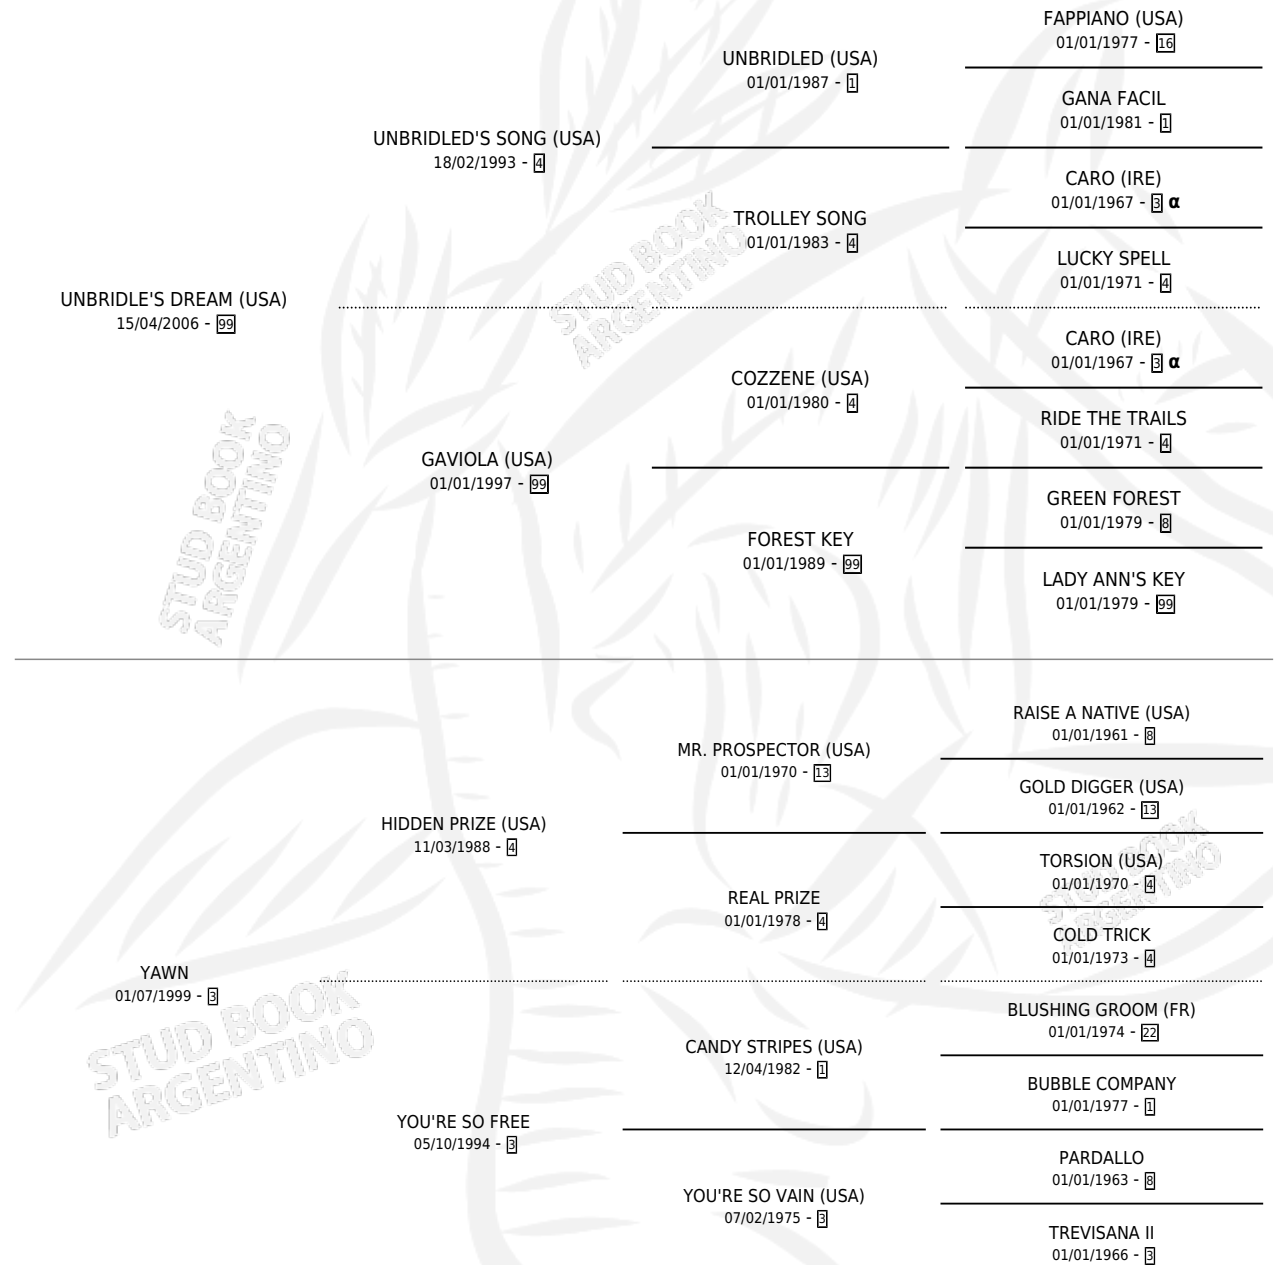 FAPPIANO (USA)
01/01/1977 - 16
UNBRIDLED (USA)
01/01/1987 - 1
GANA FACIL
01/01/1981 - 1
UNBRIDLED'S SONG (USA)
18/02/1993 - 4
CARO (IRE)
01/01/1967 - 3 α
TROLLEY SONG
01/01/1983 - 4
LUCKY SPELL
01/01/1971 - 4
STUD BOOK
ARGENTINO
UNBRIDLE'S DREAM (USA)
15/04/2006 - 99
CARO (IRE)
01/01/1967 - 3 α
COZZENE (USA)
01/01/1980 - 4
RIDE THE TRAILS
01/01/1971 - 4
GAVIOLA (USA)
01/01/1997 - 99
GREEN FOREST
01/01/1979 - 8
FOREST KEY
01/01/1989 - 99
LADY ANN'S KEY
01/01/1979 - 99
STUD BOOK
ARGENTINO
RAISE A NATIVE (USA)
01/01/1961 - 8
MR. PROSPECTOR (USA)
01/01/1970 - 13
GOLD DIGGER (USA)
01/01/1962 - 13
HIDDEN PRIZE (USA)
11/03/1988 - 4
TORSION (USA)
01/01/1970 - 4
REAL PRIZE
01/01/1978 - 4
COLD TRICK
01/01/1973 - 4
STUD BOOK
ARGENTINO
YAWN
01/07/1999 - 3
BLUSHING GROOM (FR)
01/01/1974 - 22
CANDY STRIPES (USA)
12/04/1982 - 1
BUBBLE COMPANY
01/01/1977 - 1
STUD BOOK
ARGENTINO
YOU'RE SO FREE
05/10/1994 - 3
PARDALLO
01/01/1963 - 8
YOU'RE SO VAIN (USA)
07/02/1975 - 3
TREVISANA II
01/01/1966 - 3